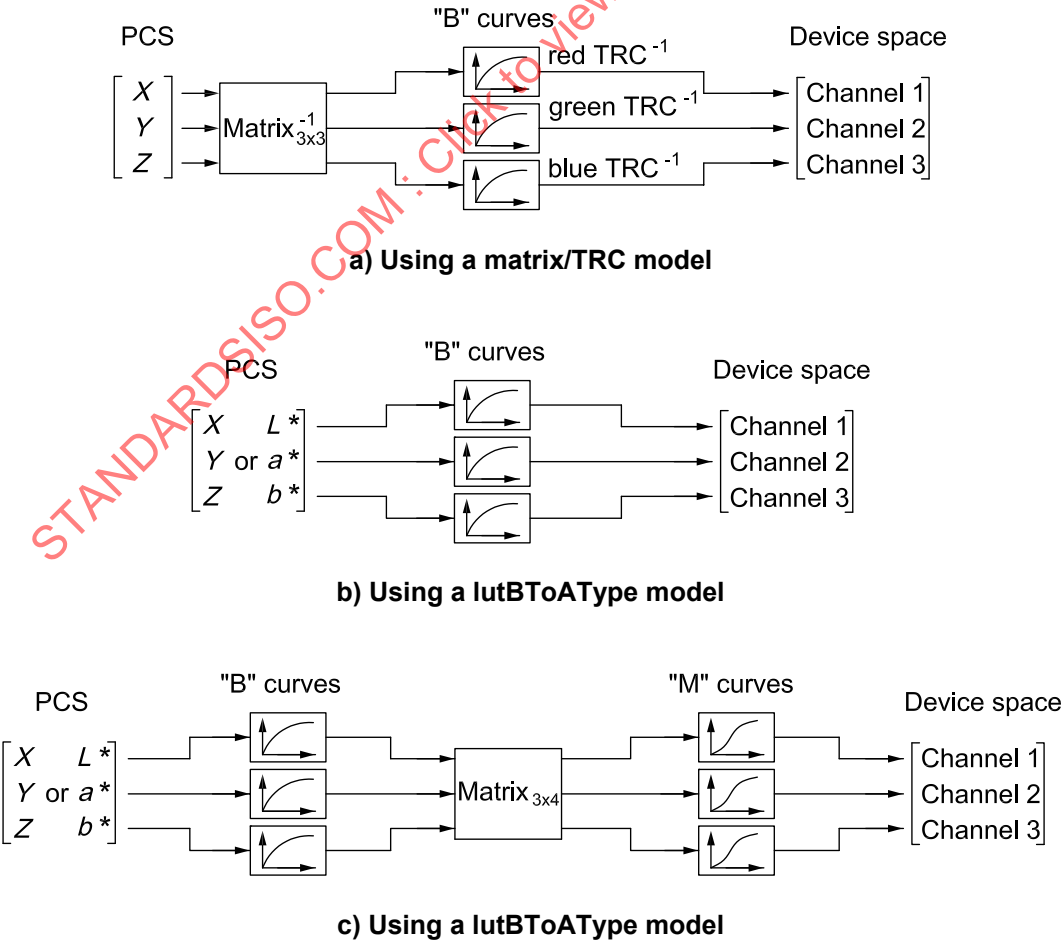 "B" curves
PCS
Device space
red TRC -1
X
Channel 1
green TRC -1
Y
Matrix -1 3x3
Channel 2
blue TRC -1
Z
Channel 3
a) Using a matrix/TRC model
"B" curves
PCS
Device space
X L*
Channel 1
Y or a*
Channel 2
Z b*
Channel 3
b) Using a lutBToAType model
"B" curves
"M" curves
PCS
Device space
X L*
Channel 1
Y or a*
Matrix 3x4
Channel 2
Z b*
Channel 3
c) Using a lutBToAType model
STANDARDSISO.COM : Click to view